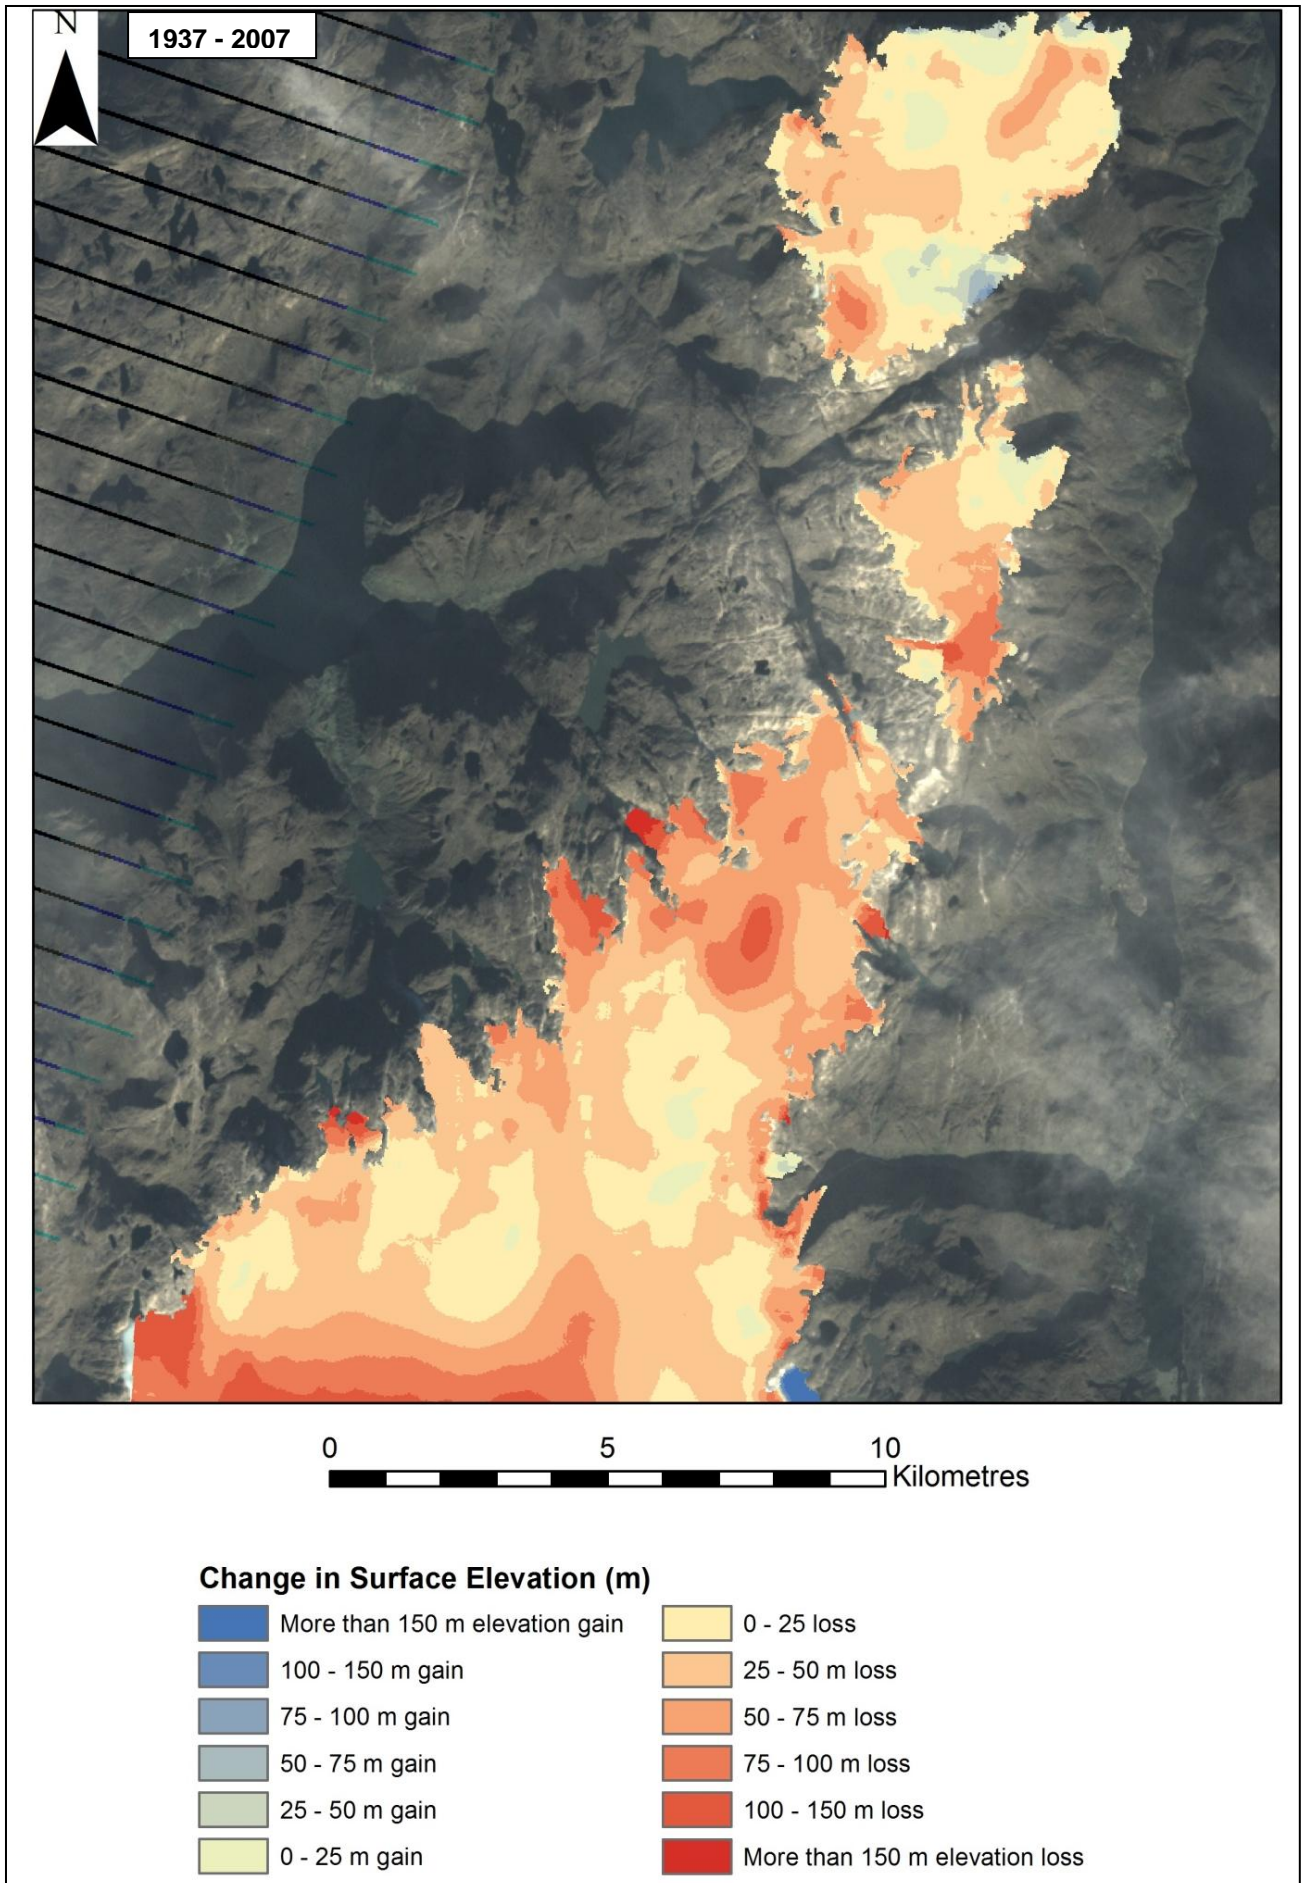 N
1937 - 2007
0 5 10
Kilometres
Change in Surface Elevation (m)
More than 150 m elevation gain
100 - 150 m gain
75 - 100 m gain
50 - 75 m gain
25 - 50 m gain
0 - 25 m gain
0 - 25 loss
25 - 50 m loss
50 - 75 m loss
75 - 100 m loss
100 - 150 m loss
More than 150 m elevation loss